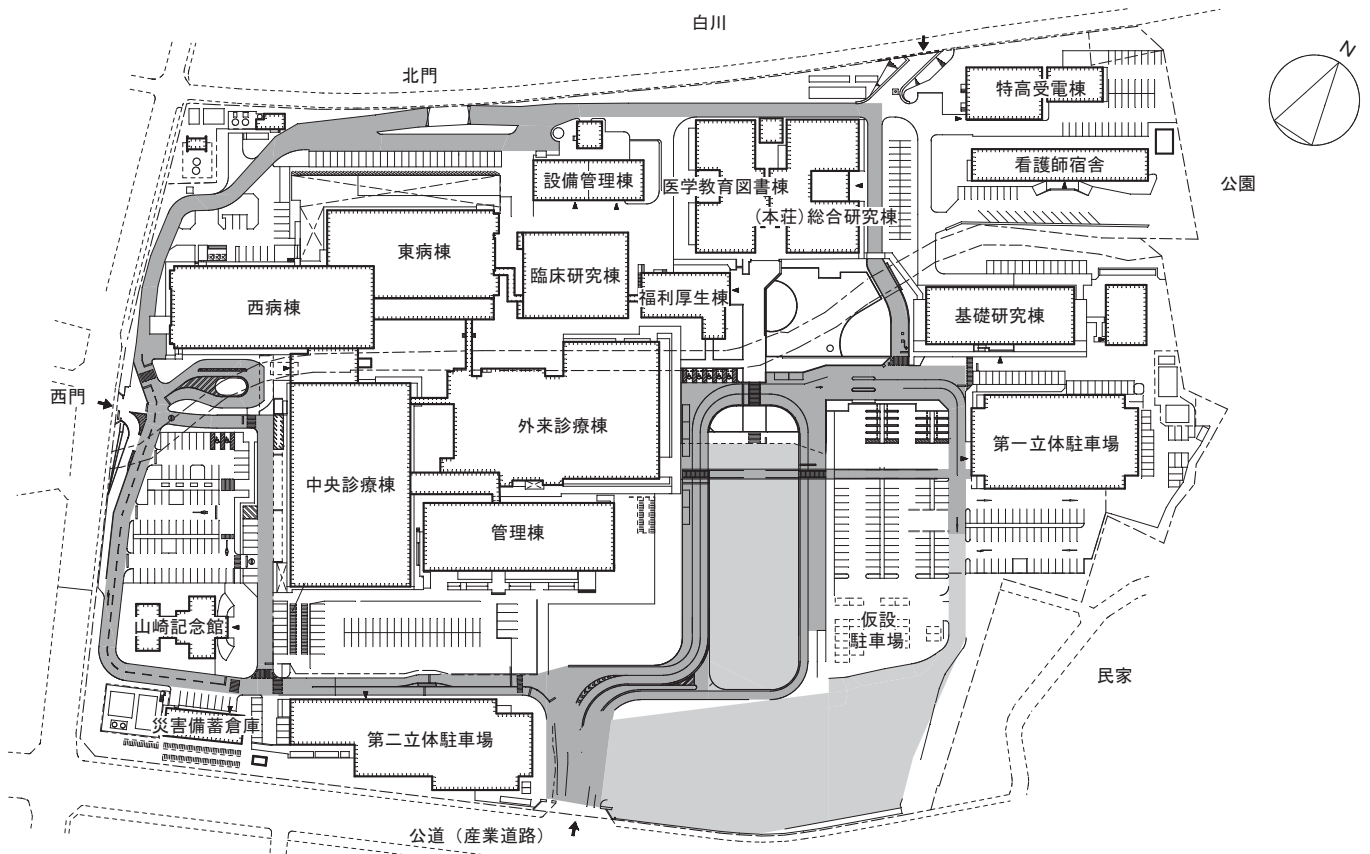 白川
N
北門
特高受電棟
看護師宿舎
公園
設備管理棟
医学教育図書棟
(本荘)総合研究棟
東病棟
臨床研究棟
福利厚生棟
西病棟
基礎研究棟
西門
外来診療棟
第一立体駐車場
中央診療棟
管理棟
山崎記念館
仮設
駐車場
民家
災害備蓄倉庫
第二立体駐車場
公道（産業道路）